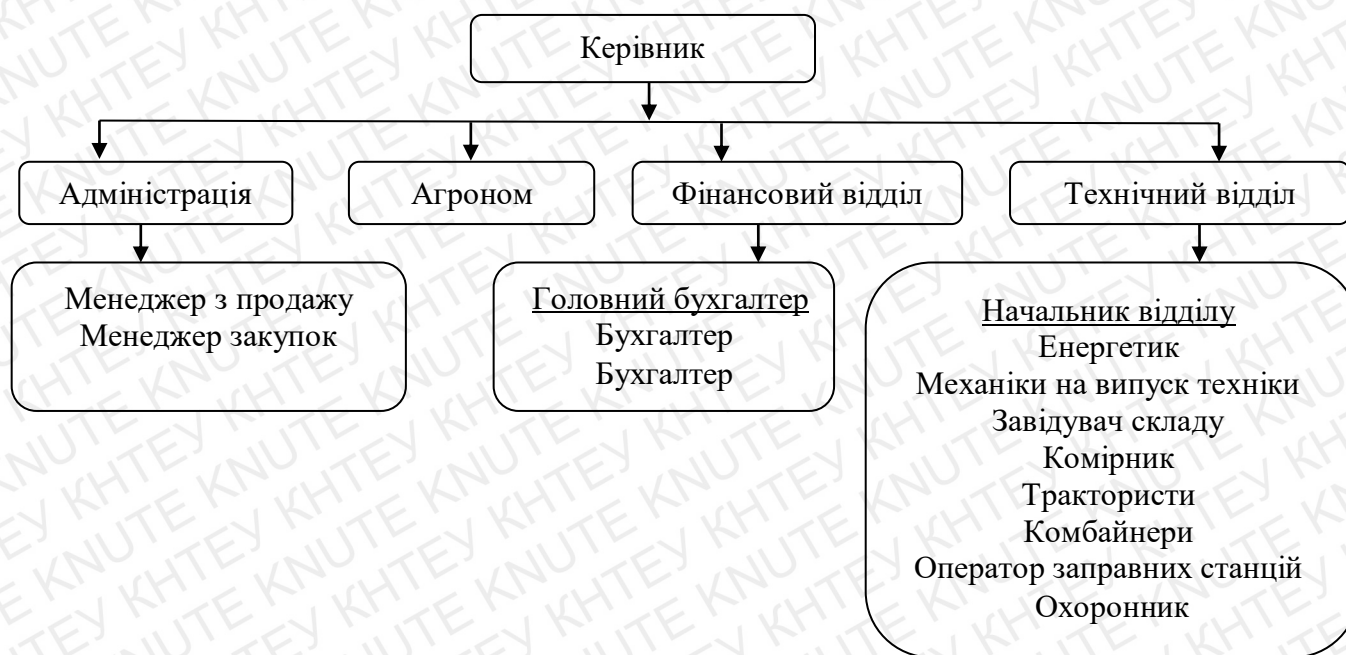 Керівник
Адміністрація
Агроном
Фінансовий відділ
Технічний відділ
Менеджер з продажу
Менеджер закупок
Головний бухгалтер
Бухгалтер
Бухгалтер
Начальник відділу
Енергетик
Механіки на випуск техніки
Завідувач складу
Комірник
Трактористи
Комбайнери
Оператор заправних станцій
Охоронник